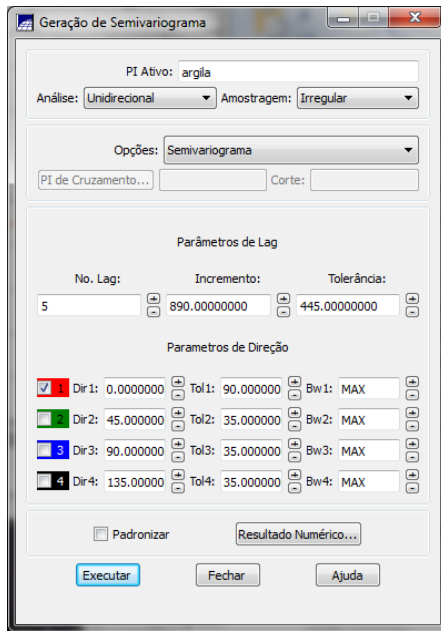 Geração de Semivariograma
PI Ativo: argila
Análise: Unidirecional Amostragem: Irregular
Opções: Semivariograma
PI de Cruzamento... Corte:
Parâmetros de Lag
No. Lag: Incremento: Tolerância:
5 890.00000000 445.00000000
Parametros de Direção
1 Dir1: 0.0000000 Tol1: 90.000000 Bw1: MAX
2 Dir2: 45.000000 Tol2: 35.000000 Bw2: MAX
3 Dir3: 90.000000 Tol3: 35.000000 Bw3: MAX
4 Dir4: 135.00000 Tol4: 35.000000 Bw4: MAX
Padronizar Resultado Numérico...
Executar Fechar Ajuda